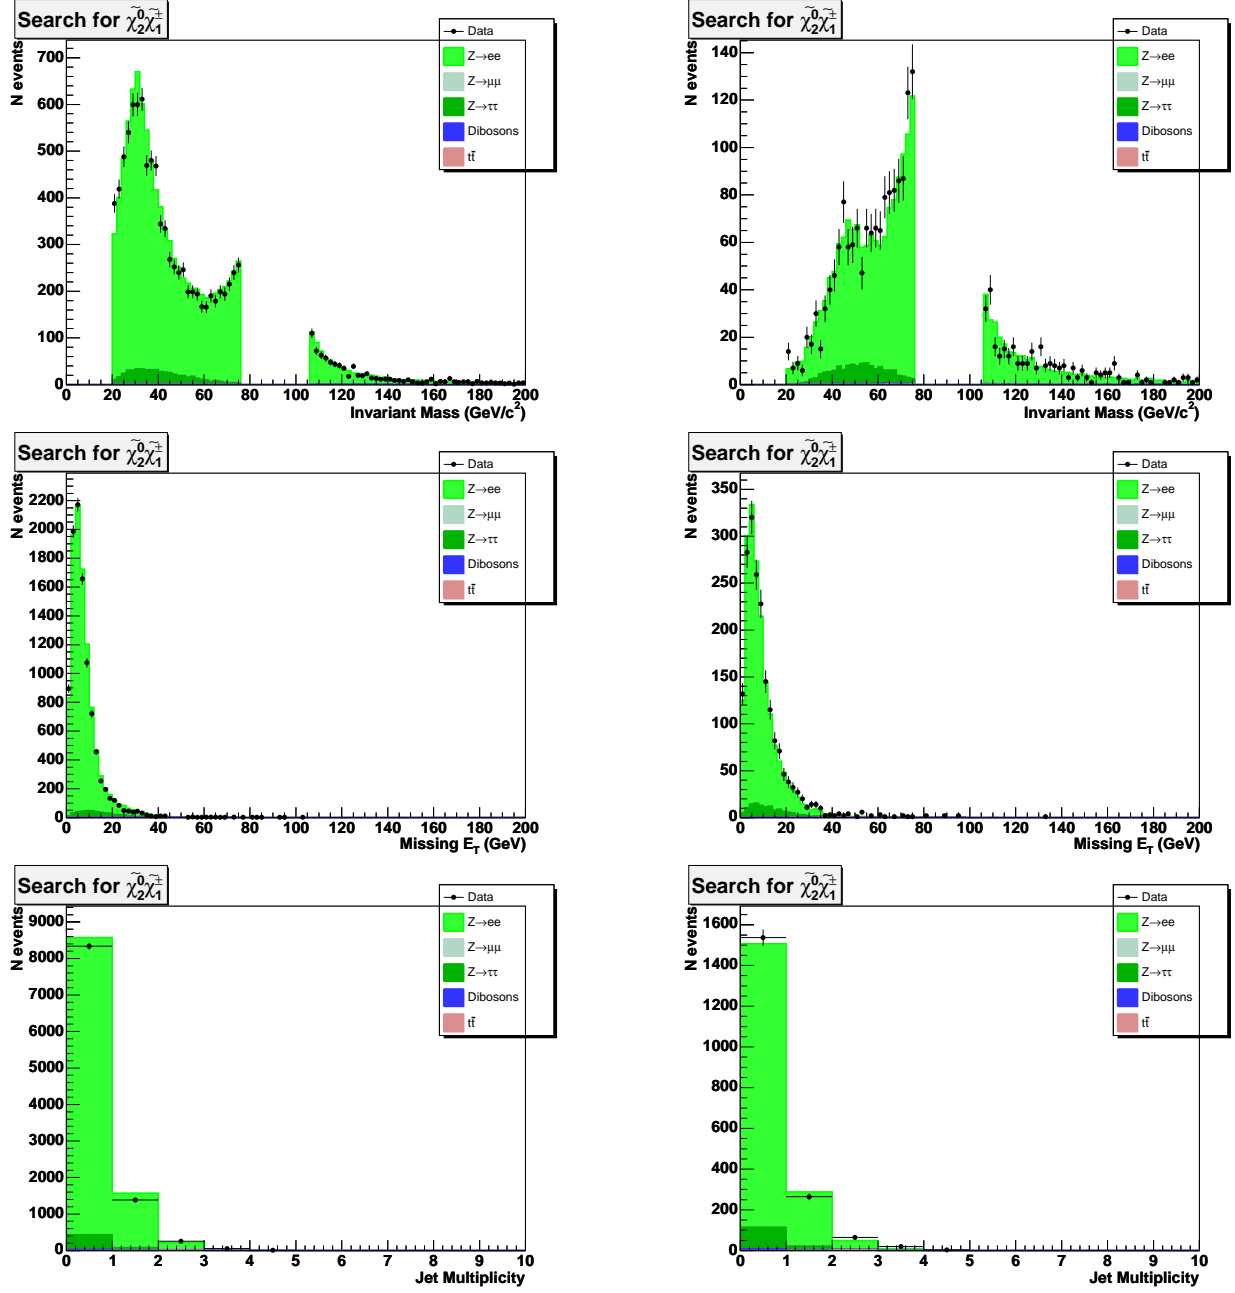 Search for χ̃⁰₂χ̃±₁
N events
700
600
500
400
300
200
100
0
0 20 40 60 80 100 120 140 160 180 200
Invariant Mass (GeV/c²)
Data
Z→ee
Z→μμ
Z→ττ
Dibosons
tt̄
Search for χ̃⁰₂χ̃±₁
N events
140
120
100
80
60
40
20
0
0 20 40 60 80 100 120 140 160 180 200
Invariant Mass (GeV/c²)
Data
Z→ee
Z→μμ
Z→ττ
Dibosons
tt̄
Search for χ̃⁰₂χ̃±₁
N events
2200
2000
1800
1600
1400
1200
1000
800
600
400
200
0
0 20 40 60 80 100 120 140 160 180 200
Missing E_T (GeV)
Data
Z→ee
Z→μμ
Z→ττ
Dibosons
tt̄
Search for χ̃⁰₂χ̃±₁
N events
350
300
250
200
150
100
50
0
0 20 40 60 80 100 120 140 160 180 200
Missing E_T (GeV)
Data
Z→ee
Z→μμ
Z→ττ
Dibosons
tt̄
Search for χ̃⁰₂χ̃±₁
N events
9000
8000
7000
6000
5000
4000
3000
2000
1000
0
0 1 2 3 4 5 6 7 8 9 10
Jet Multiplicity
Data
Z→ee
Z→μμ
Z→ττ
Dibosons
tt̄
Search for χ̃⁰₂χ̃±₁
N events
1600
1400
1200
1000
800
600
400
200
0
0 1 2 3 4 5 6 7 8 9 10
Jet Multiplicity
Data
Z→ee
Z→μμ
Z→ττ
Dibosons
tt̄